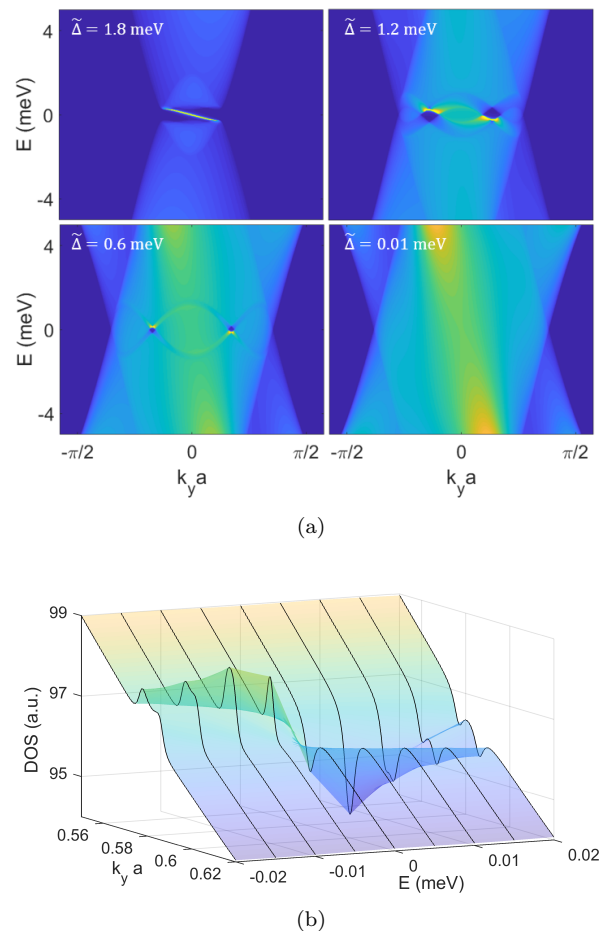 Δ̃ = 1.8 meV
Δ̃ = 1.2 meV
4
0
-4
E (meV)
Δ̃ = 0.6 meV
Δ̃ = 0.01 meV
4
0
-4
E (meV)
-π/2 0 π/2
-π/2 0 π/2
k_y a
k_y a
(a)
99
97
95
DOS (a.u.)
0.56
0.58
0.6
0.62
k_y a
-0.02
-0.01
0
0.01
0.02
E (meV)
(b)